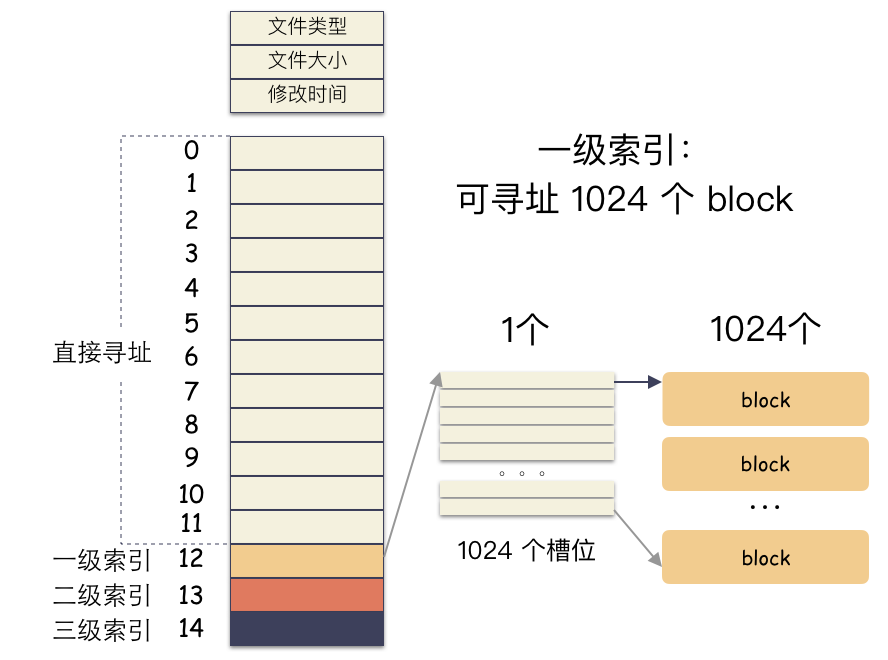 文件类型
文件大小
修改时间
一级索引：
可寻址 1024 个 block
0
1
2
3
4
5
6
7
8
9
10
11
直接寻址
一级索引 12
二级索引 13
三级索引 14
1个
。。。
1024 个槽位
1024个
block
block
...
block